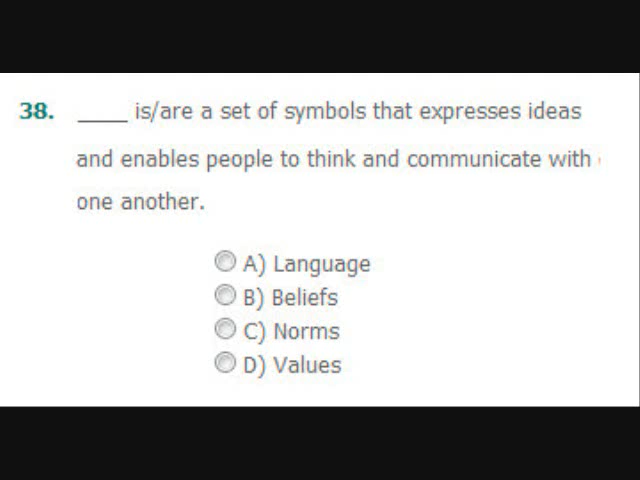 38. ____ is/are a set of symbols that expresses ideas
and enables people to think and communicate with
one another.
A) Language
B) Beliefs
C) Norms
D) Values